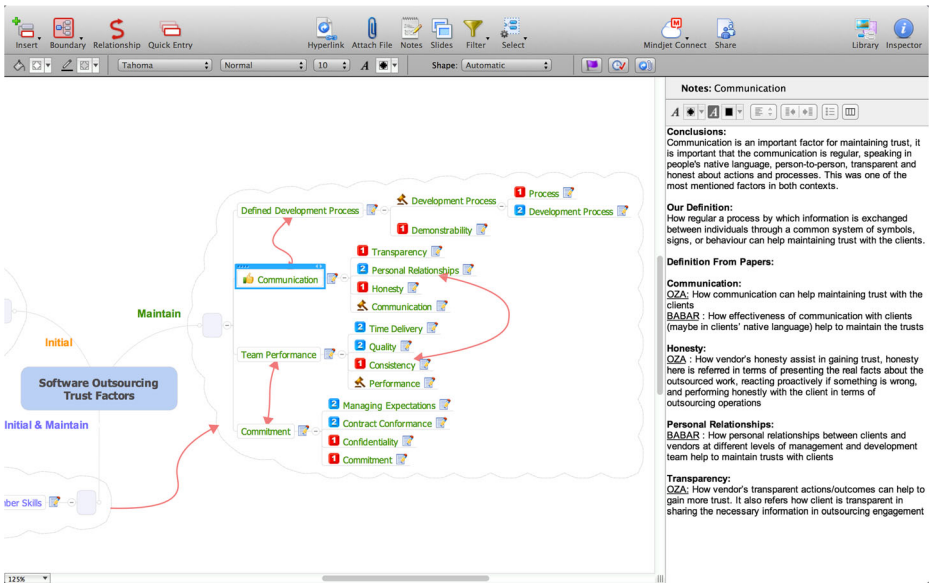 Insert Boundary Relationship Quick Entry Hyperlink Attach File Notes Slides Filter Select Mindjet Connect Share Library Inspector
Tahoma Normal 10 A Shape: Automatic
Notes: Communication
Conclusions:
Communication is an important factor for maintaining trust, it
is important that the communication is regular, speaking in
people's native language, person-to-person, transparent and
honest about actions and processes. This was one of the
most mentioned factors in both contexts.
Our Definition:
How regular a process by which information is exchanged
between individuals through a common system of symbols,
signs, or behaviour can help maintaining trust with the clients.
Definition From Papers:
Communication:
OZA: How communication can help maintaining trust with the
clients
BABAR : How effectiveness of communication with clients
(maybe in clients' native language) help to maintain the trusts
Honesty:
OZA : How vendor's honesty assist in gaining trust, honesty
here is referred in terms of presenting the real facts about the
outsourced work, reacting proactively if something is wrong,
and performing honestly with the client in terms of
outsourcing operations
Personal Relationships:
BABAR : How personal relationships between clients and
vendors at different levels of management and development
team help to maintain trusts with clients
Transparency:
OZA: How vendor's transparent actions/outcomes can help to
gain more trust. It also refers how client is transparent in
sharing the necessary information in outsourcing engagement
Software Outsourcing
Trust Factors
Initial
Maintain
Initial & Maintain
ber Skills
Defined Development Process
Development Process
1 Process
2 Development Process
1 Demonstrability
Communication
1 Transparency
2 Personal Relationships
1 Honesty
Communication
Team Performance
2 Time Delivery
2 Quality
1 Consistency
Performance
Commitment
2 Managing Expectations
2 Contract Conformance
1 Confidentiality
1 Commitment
125%